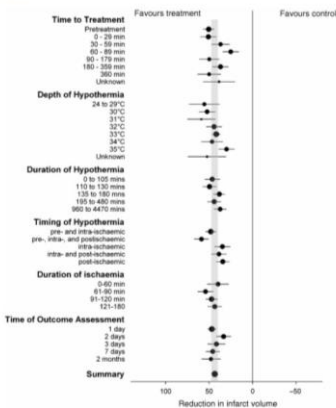 Favours treatment Favours control
Time to Treatment
Pretreatment
0 - 29 min
30 - 59 min
60 - 89 min
90 - 179 min
180 - 359 min
360 min
Unknown
Depth of Hypothermia
24 to 29°C
30°C
31°C
32°C
33°C
34°C
35°C
Unknown
Duration of Hypothermia
0 to 105 mins
110 to 130 mins
135 to 180 mins
195 to 480 mins
960 to 4470 mins
Timing of Hypothermia
pre- and intra-ischaemic
pre-, intra-, and postischaemic
intra-ischaemic
intra- and post-ischaemic
post-ischaemic
Duration of ischaemia
0-60 min
61-90 min
91-120 min
121-180
Time of Outcome Assessment
1 day
2 days
3 days
7 days
2 months
Summary
100 50 0 -50
Reduction in infarct volume